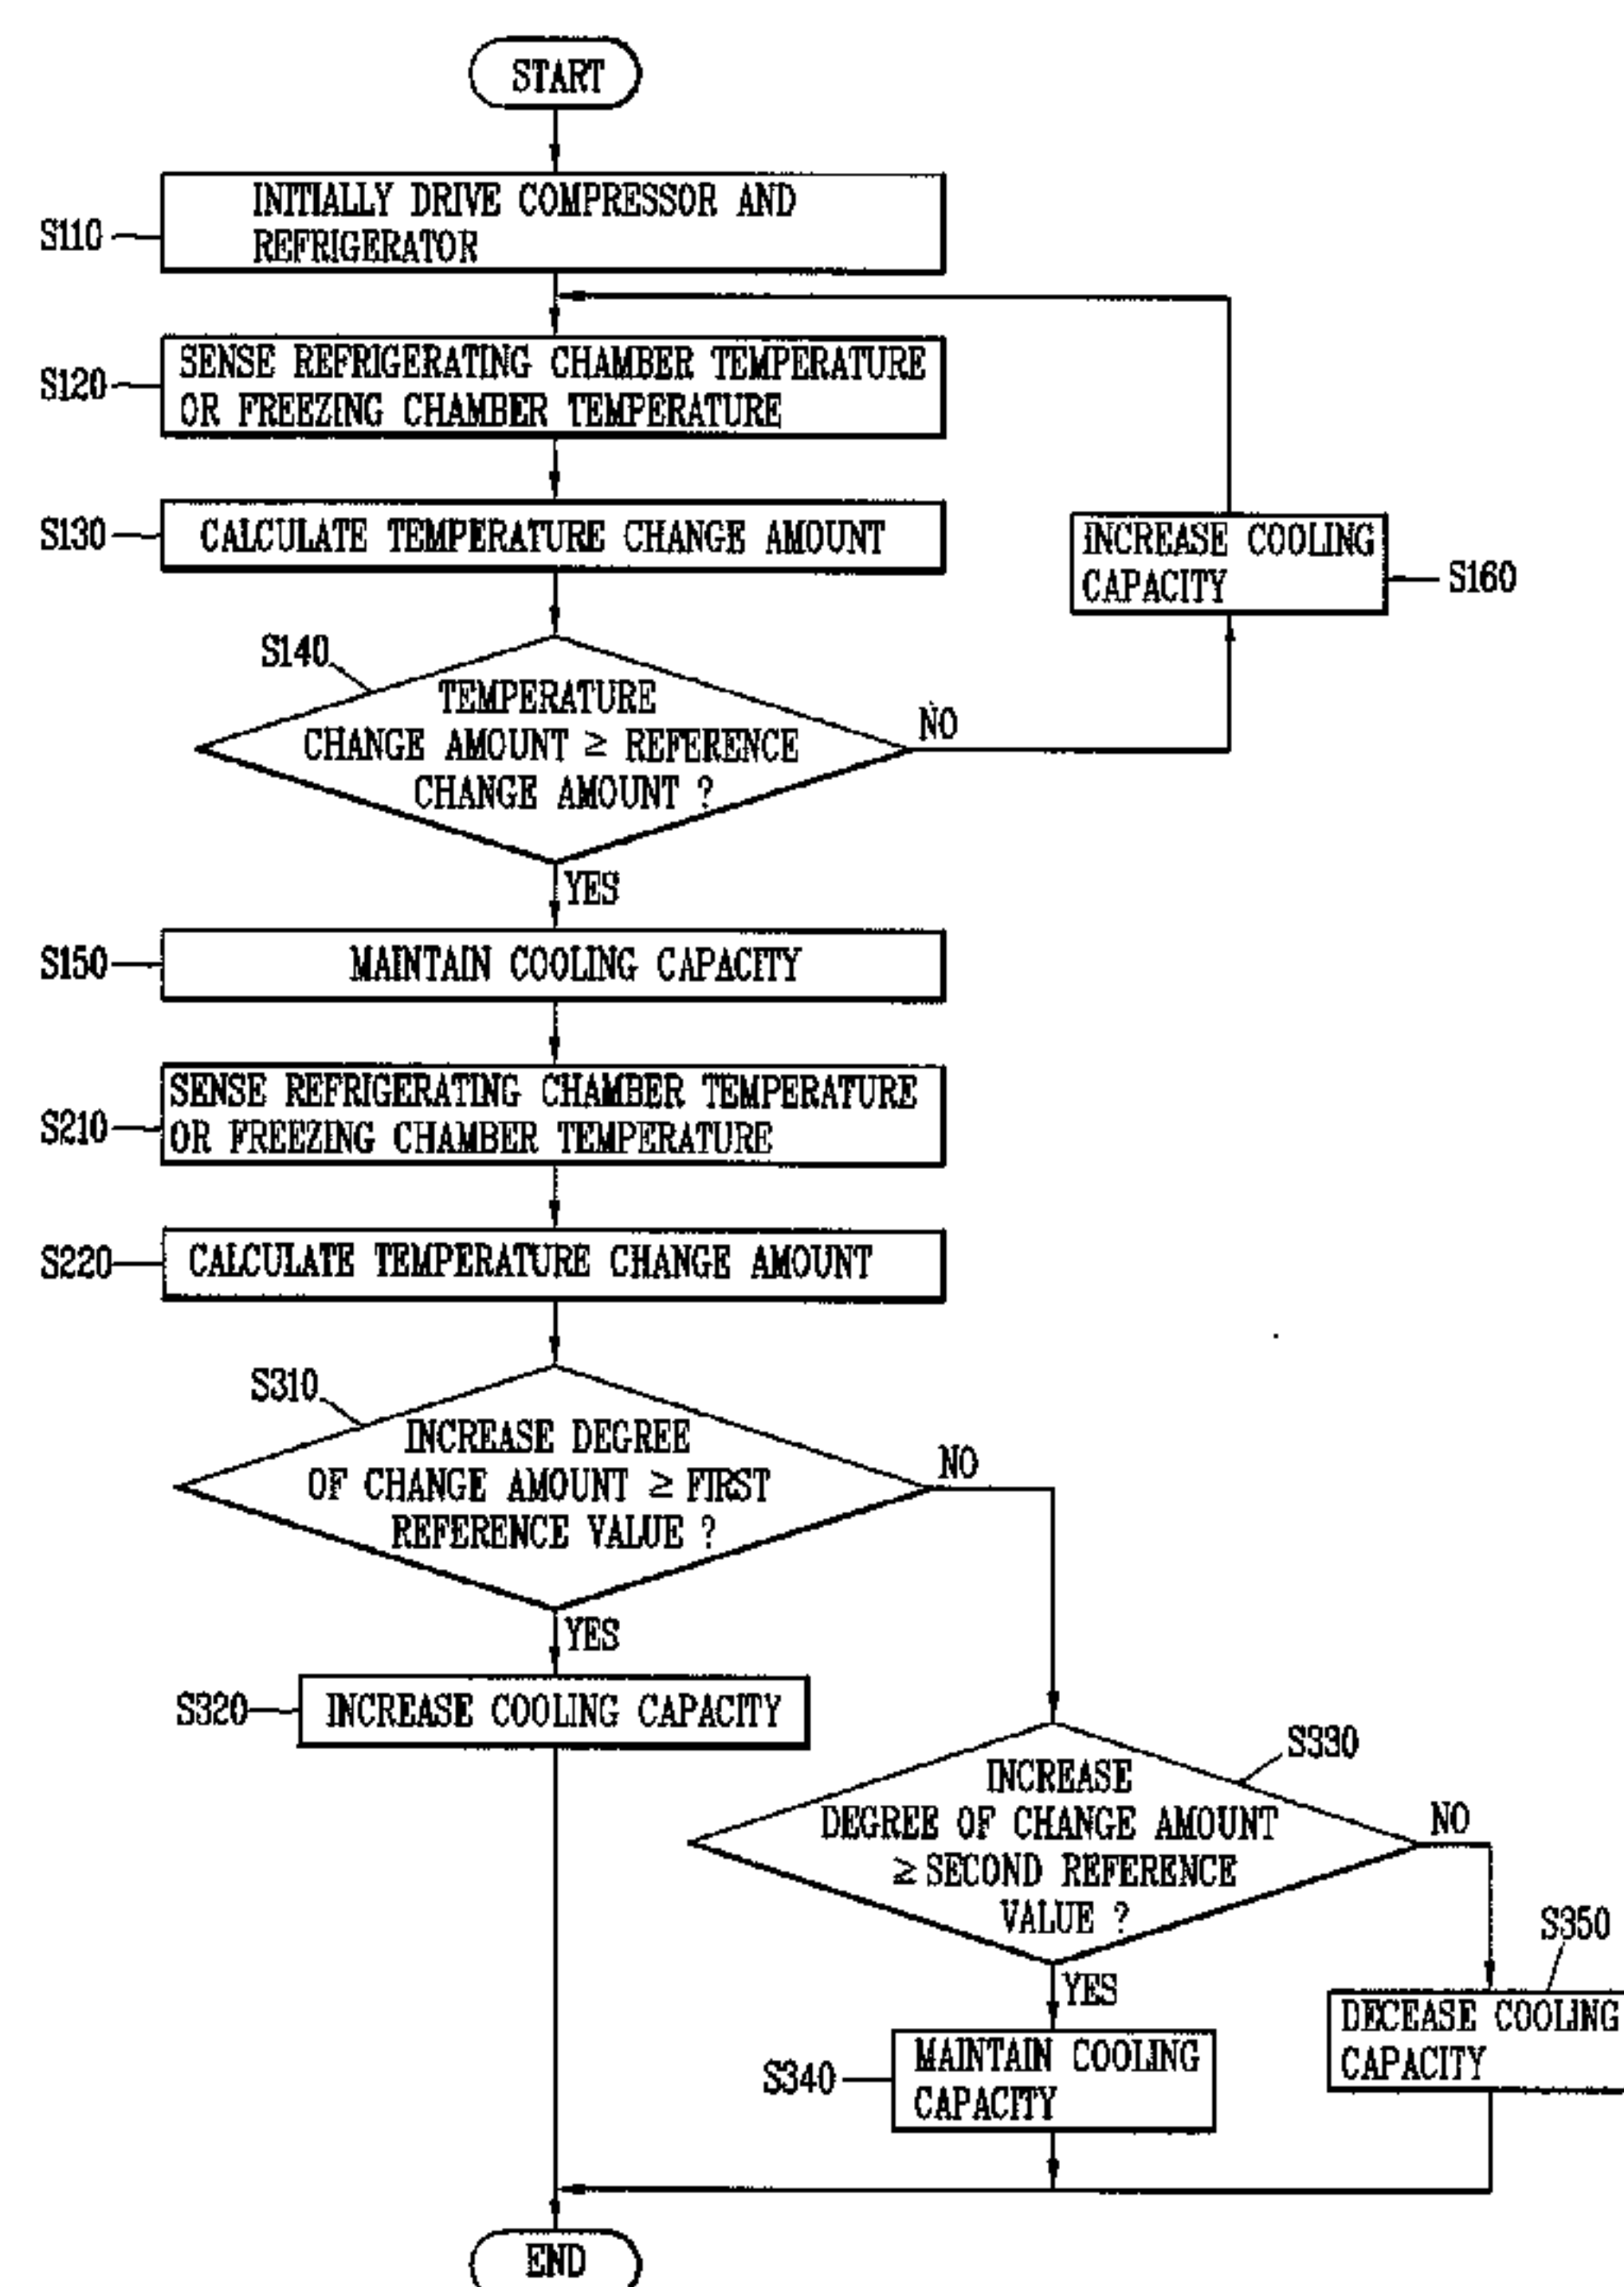 START
INITIALLY DRIVE COMPRESSOR AND
REFRIGERATOR
S110
SENSE REFRIGERATING CHAMBER TEMPERATURE
OR FREEZING CHAMBER TEMPERATURE
S120
CALCULATE TEMPERATURE CHANGE AMOUNT
S130
INCREASE COOLING
CAPACITY
S160
S140
TEMPERATURE
CHANGE AMOUNT ≥ REFERENCE
CHANGE AMOUNT ?
NO
YES
MAINTAIN COOLING CAPACITY
S150
SENSE REFRIGERATING CHAMBER TEMPERATURE
OR FREEZING CHAMBER TEMPERATURE
S210
CALCULATE TEMPERATURE CHANGE AMOUNT
S220
S310
INCREASE DEGREE
OF CHANGE AMOUNT ≥ FIRST
REFERENCE VALUE ?
NO
YES
S320
INCREASE COOLING CAPACITY
S330
INCREASE
DEGREE OF CHANGE AMOUNT
≥ SECOND REFERENCE
VALUE ?
NO
YES
S350
DECEASE COOLING
CAPACITY
S340
MAINTAIN COOLING
CAPACITY
END